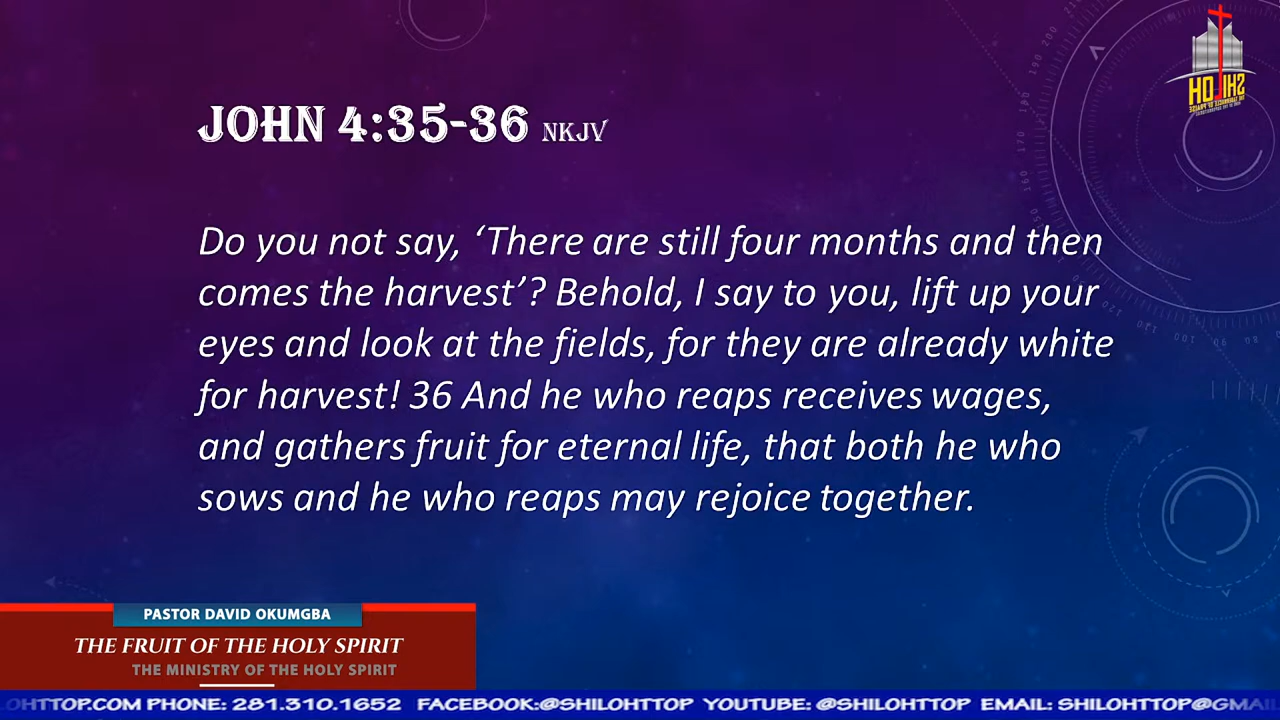 JOHN 4:35-36 NKJV
Do you not say, ‘There are still four months and then
comes the harvest’? Behold, I say to you, lift up your
eyes and look at the fields, for they are already white
for harvest! 36 And he who reaps receives wages,
and gathers fruit for eternal life, that both he who
sows and he who reaps may rejoice together.
PASTOR DAVID OKUMGBA
THE FRUIT OF THE HOLY SPIRIT
THE MINISTRY OF THE HOLY SPIRIT
OHTTOP.COM PHONE: 281.310.1652 FACEBOOK:@SHILOHTTOP YOUTUBE: @SHILOHTTOP EMAIL: SHILOHTTOP@GMAI